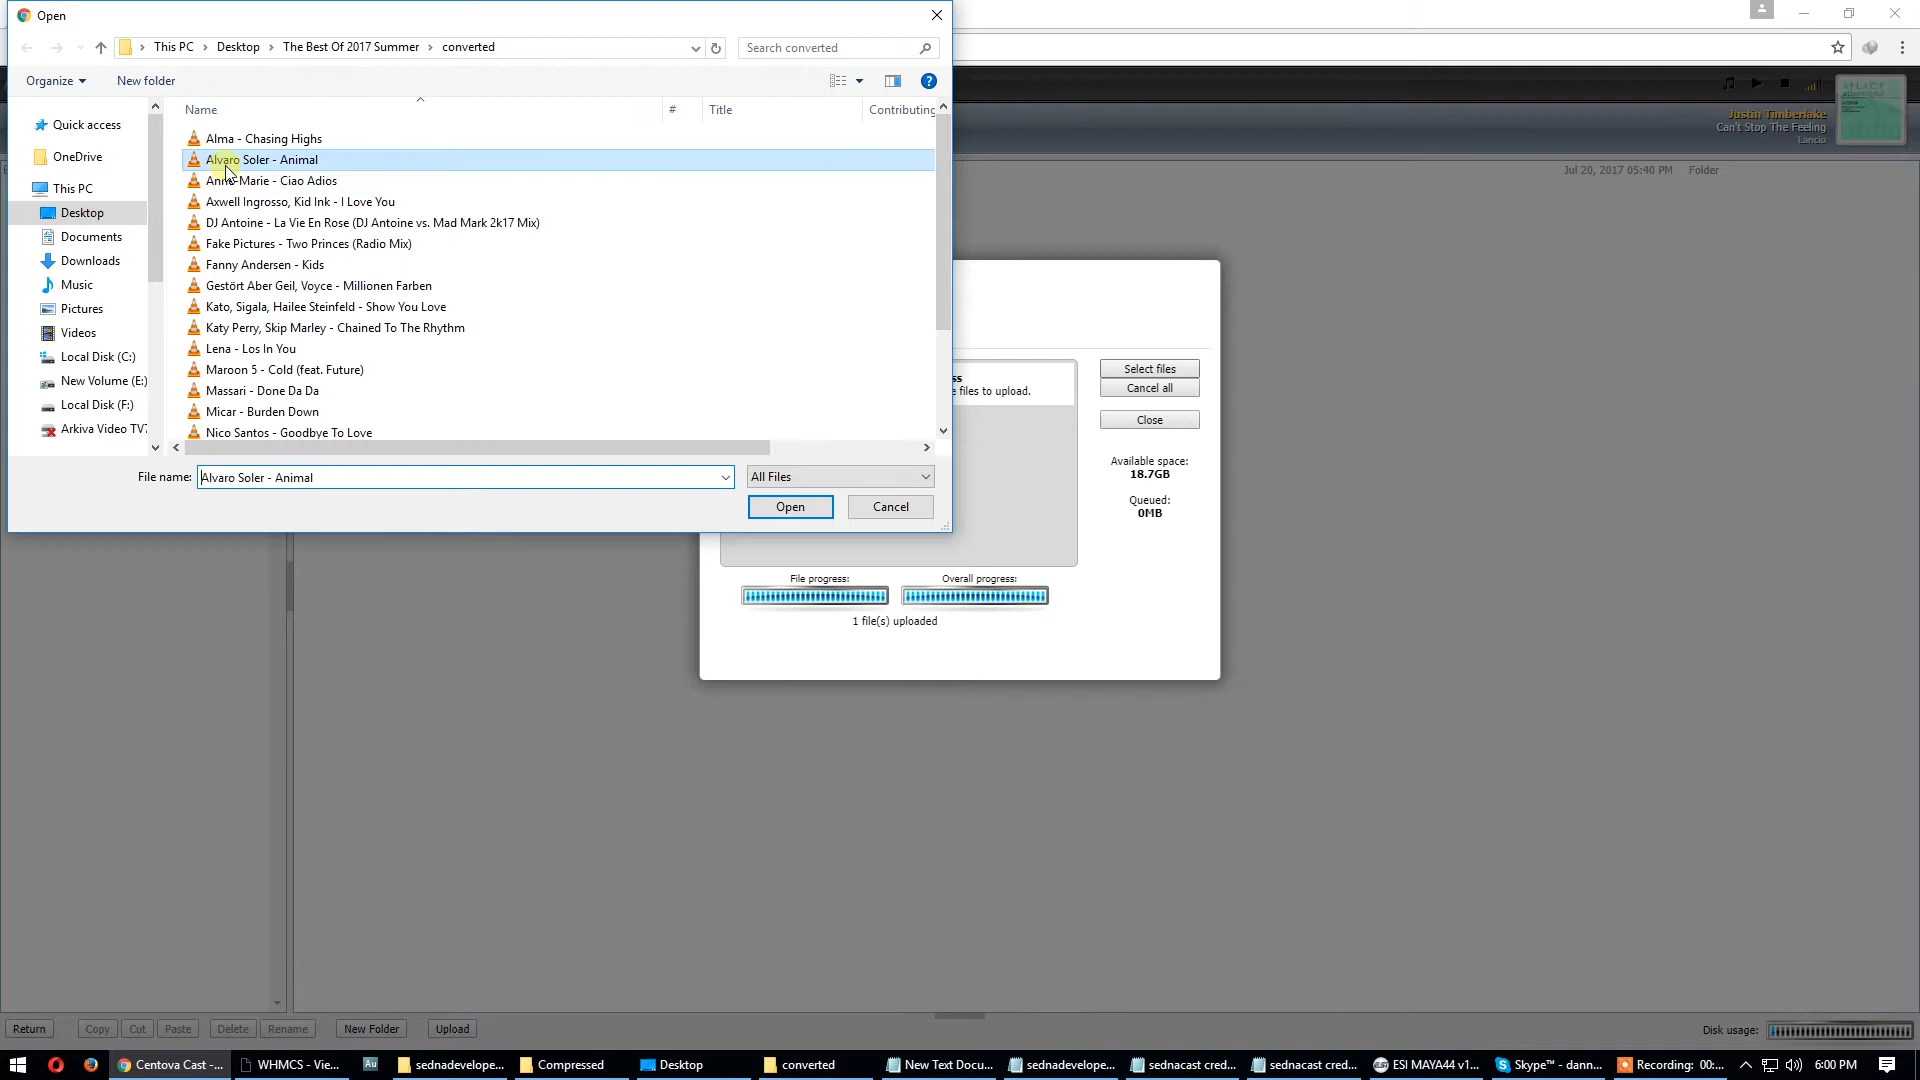 Open
This PC > Desktop > The Best Of 2017 Summer > converted
Search converted
Organize
New folder
Quick access
OneDrive
This PC
Desktop
Documents
Downloads
Music
Pictures
Videos
Local Disk (C:)
New Volume (E:)
Local Disk (F:)
Arkiva Video TV7
Name
#
Title
Contributing
Alma - Chasing Highs
Alvaro Soler - Animal
Anne-Marie - Ciao Adios
Axwell Ingrosso, Kid Ink - I Love You
DJ Antoine - La Vie En Rose (DJ Antoine vs. Mad Mark 2k17 Mix)
Fake Pictures - Two Princes (Radio Mix)
Fanny Andersen - Kids
Gestört Aber Geil, Voyce - Millionen Farben
Kato, Sigala, Hailee Steinfeld - Show You Love
Katy Perry, Skip Marley - Chained To The Rhythm
Lena - Los In You
Maroon 5 - Cold (feat. Future)
Massari - Done Da Da
Micar - Burden Down
Nico Santos - Goodbye To Love
File name:
Alvaro Soler - Animal
All Files
Open
Cancel
Justin Timberlake
Can't Stop The Feeling
Lancio
Jul 20, 2017 05:40 PM
Folder
ss
files to upload.
Select files
Cancel all
Close
Available space:
18.7GB
Queued:
0MB
File progress:
Overall progress:
1 file(s) uploaded
Return
Copy
Cut
Paste
Delete
Rename
New Folder
Upload
Disk usage:
Centova Cast -...
WHMCS - Vie...
Au
sednadevelope...
Compressed
Desktop
converted
New Text Docu...
sednadevelope...
sednacast cred...
sednacast cred...
ESI MAYA44 v1...
Skype™ - dann...
Recording: 00:...
6:00 PM